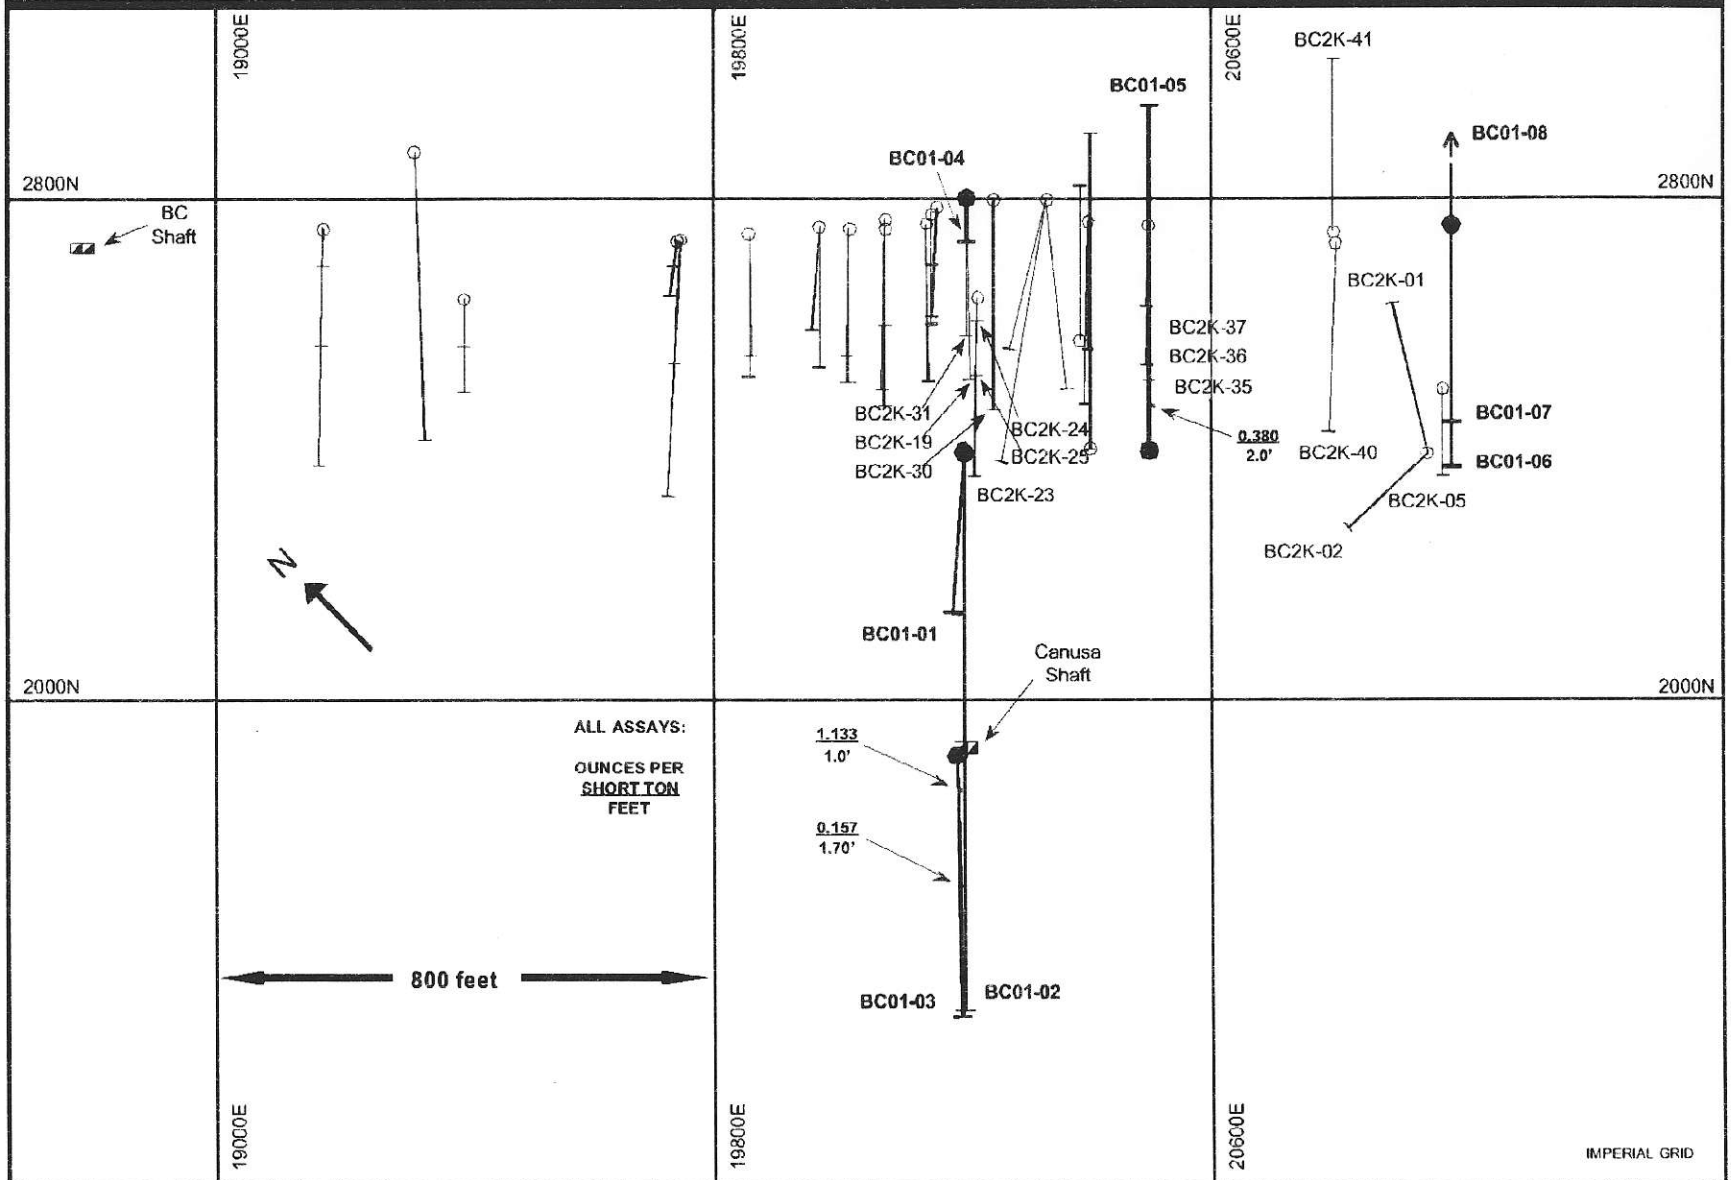 19000E
19800E
20600E
BC2K-41
BC01-05
BC01-08
BC01-04
2800N
2800N
BC
Shaft
BC2K-01
BC2K-37
BC2K-36
BC2K-35
BC2K-31
BC2K-24
BC2K-19
BC2K-25
BC2K-30
BC2K-23
0.380
2.0'
BC2K-40
BC01-07
BC01-06
BC2K-05
BC2K-02
N
BC01-01
Canusa
Shaft
2000N
2000N
ALL ASSAYS:
OUNCES PER
SHORT TON
FEET
1.133
1.0'
0.157
1.70'
800 feet
BC01-03
BC01-02
19000E
19800E
20600E
IMPERIAL GRID